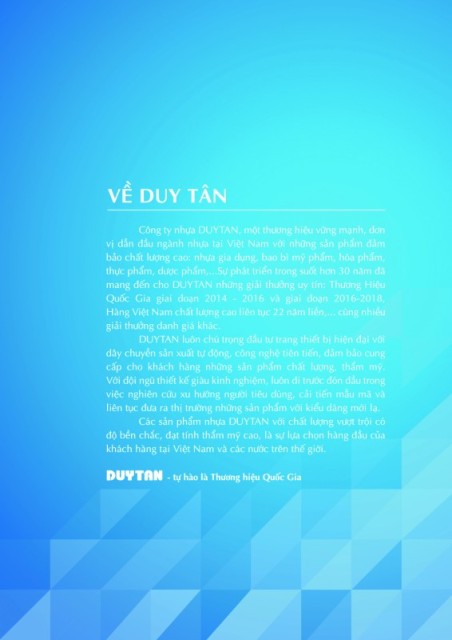 VỀ DUY TÂN
Công ty nhựa DUYTAN, một thương hiệu vững mạnh, đơn
vị dẫn đầu ngành nhựa tại Việt Nam với những sản phẩm đảm
bảo chất lượng cao: nhựa gia dụng, bao bì mỹ phẩm, hóa phẩm,
thực phẩm, dược phẩm,...Sự phát triển trong suốt hơn 30 năm đã
mang đến cho DUYTAN những giải thưởng uy tín: Thương Hiệu
Quốc Gia giai đoạn 2014 - 2016 và giai đoạn 2016-2018,
Hàng Việt Nam chất lượng cao liên tục 22 năm liền,... cùng nhiều
giải thưởng danh giá khác.
DUYTAN luôn chú trọng đầu tư trang thiết bị hiện đại với
dây chuyền sản xuất tự động, công nghệ tiên tiến, đảm bảo cung
cấp cho khách hàng những sản phẩm chất lượng, thẩm mỹ.
Với đội ngũ thiết kế giàu kinh nghiệm, luôn đi trước đón đầu trong
việc nghiên cứu xu hướng người tiêu dùng, cải tiến mẫu mã và
liên tục đưa ra thị trường những sản phẩm với kiểu dáng mới lạ.
Các sản phẩm nhựa DUYTAN với chất lượng vượt trội có
độ bền chắc, đạt tính thẩm mỹ cao, là sự lựa chọn hàng đầu của
khách hàng tại Việt Nam và các nước trên thế giới.
DUYTAN - tự hào là Thương hiệu Quốc Gia